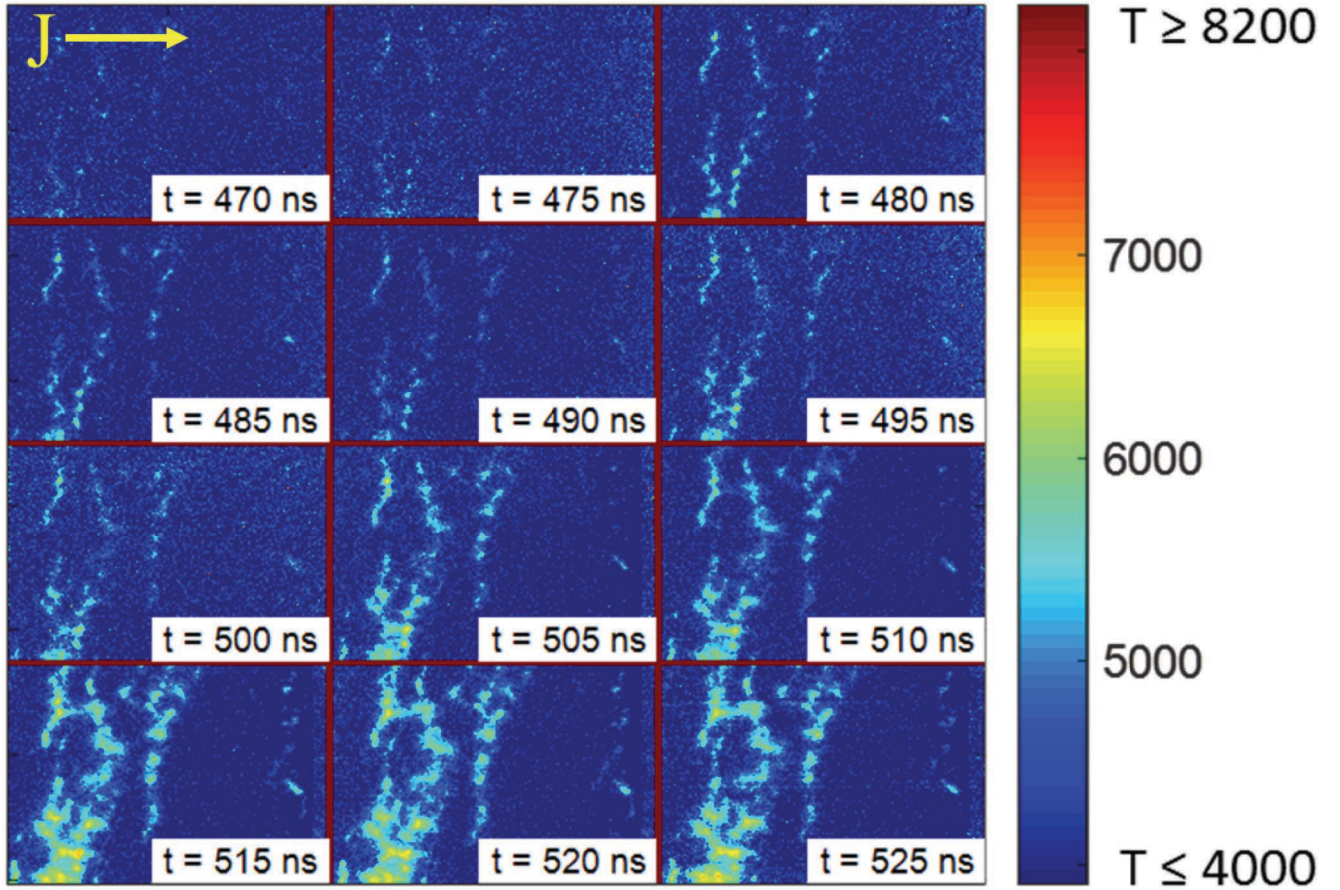 J
T ≥ 8200
t = 470 ns
t = 475 ns
t = 480 ns
7000
t = 485 ns
t = 490 ns
t = 495 ns
6000
t = 500 ns
t = 505 ns
t = 510 ns
5000
t = 515 ns
t = 520 ns
t = 525 ns
T ≤ 4000